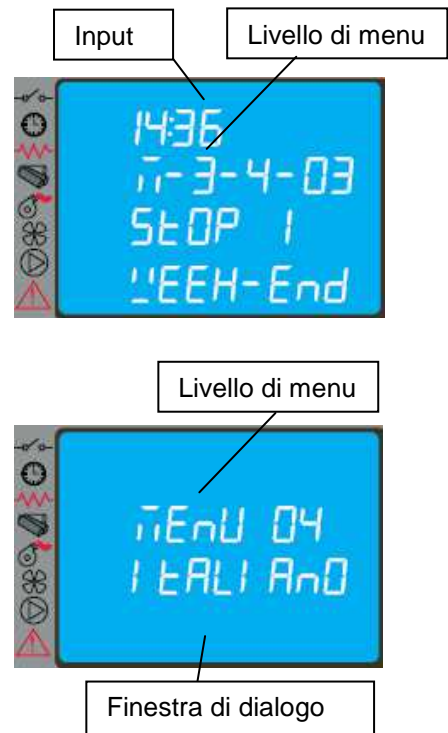 Input
Livello di menu
14:36
M-3-4-03
STOP 1
WEEK-End
Livello di menu
MEnU 04
ITALIAnO
Finestra di dialogo